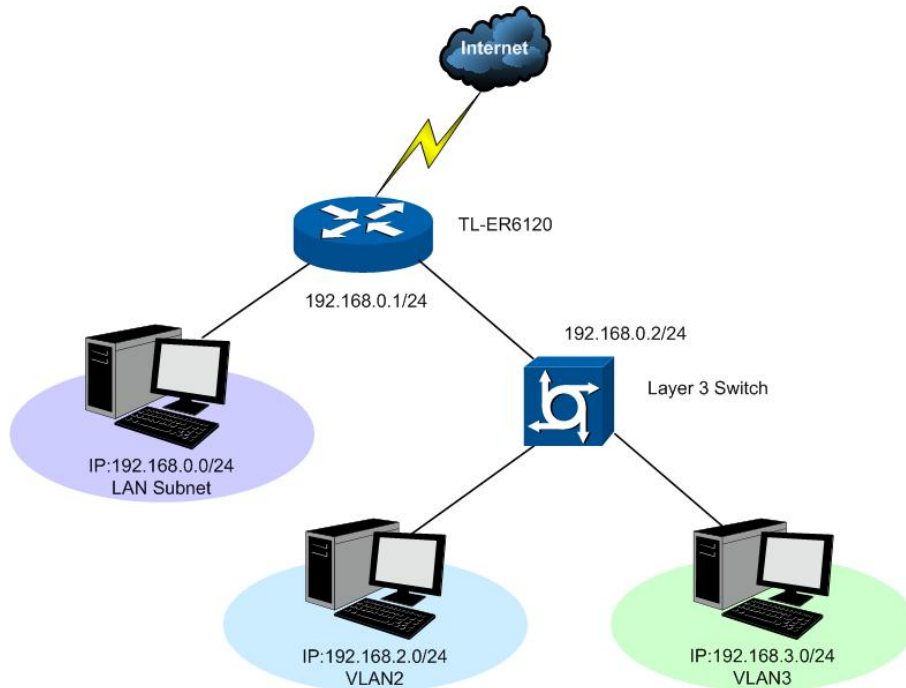 Internet
TL-ER6120
192.168.0.1/24
192.168.0.2/24
Layer 3 Switch
IP:192.168.0.0/24
LAN Subnet
IP:192.168.2.0/24
VLAN2
IP:192.168.3.0/24
VLAN3